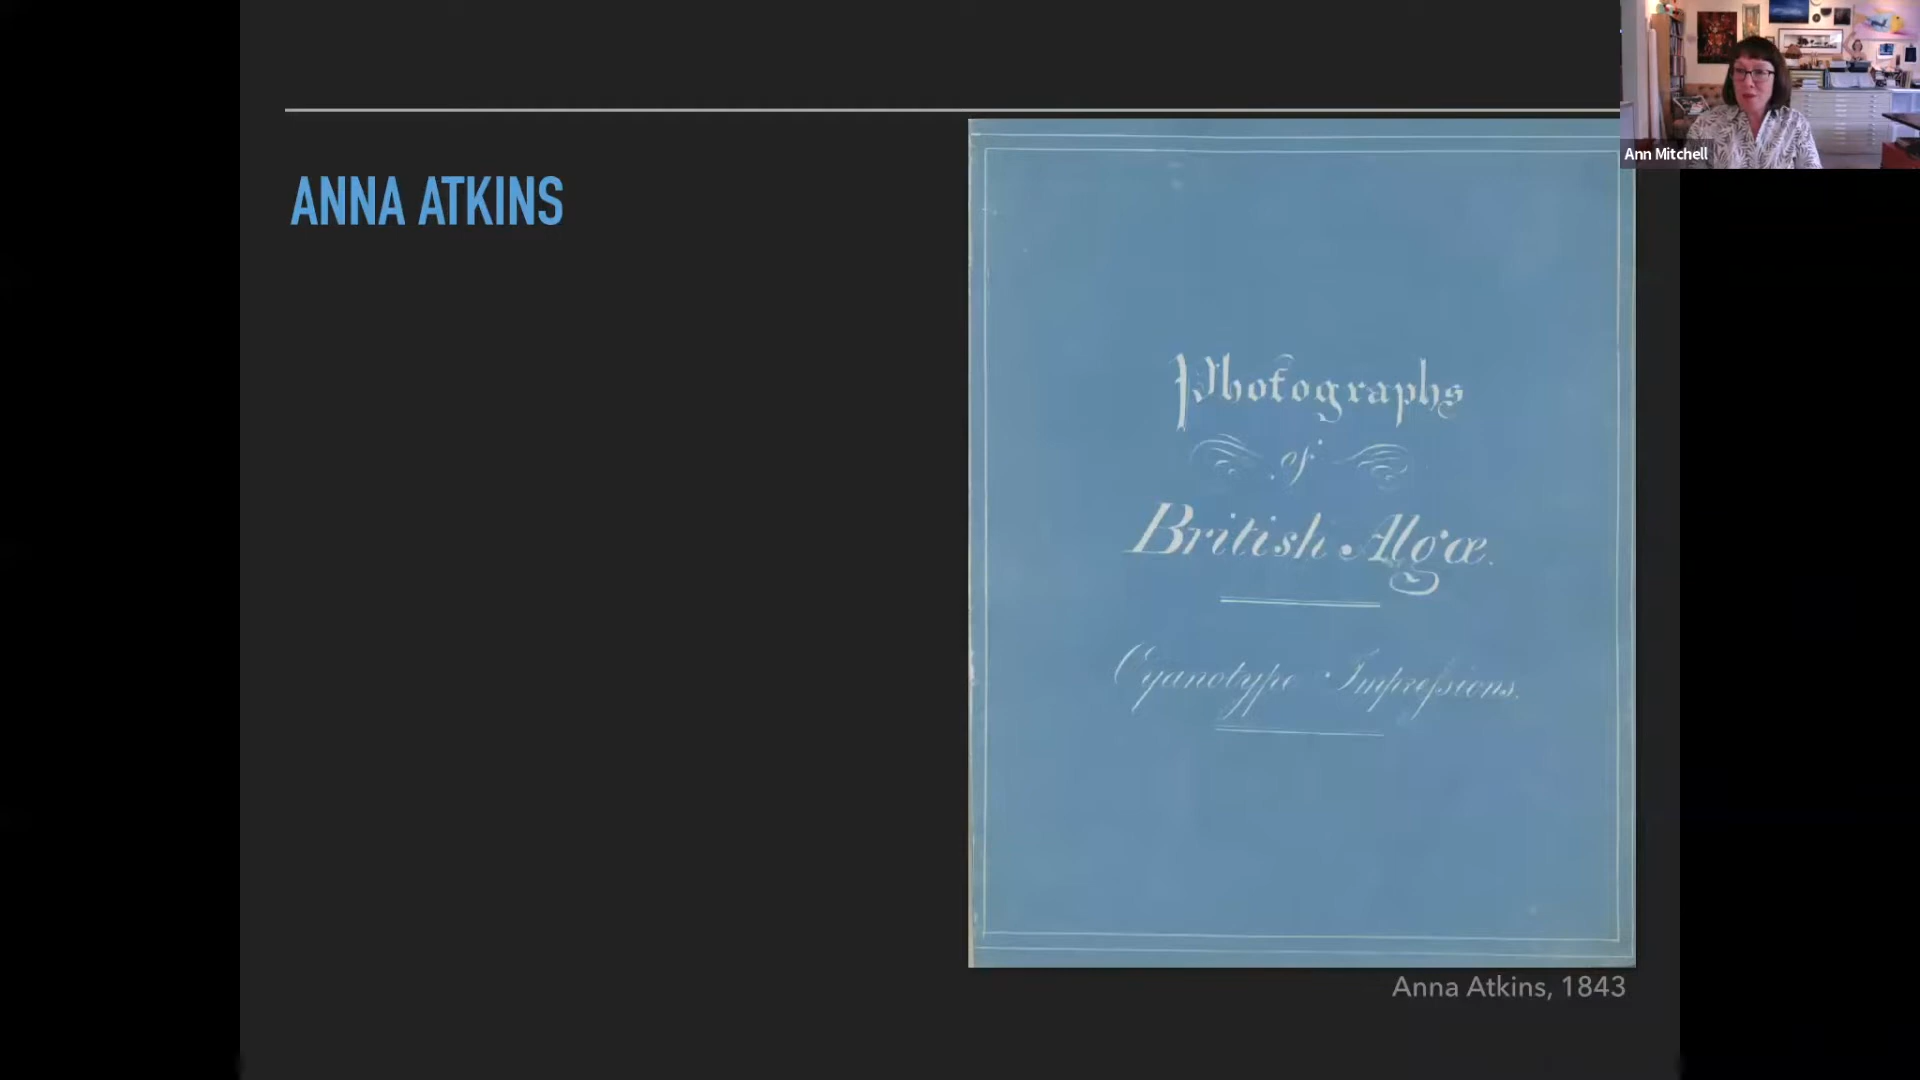 Ann Mitchell
ANNA ATKINS
Photographs
of
British Algæ.
Cyanotype Impreſsions.
Anna Atkins, 1843